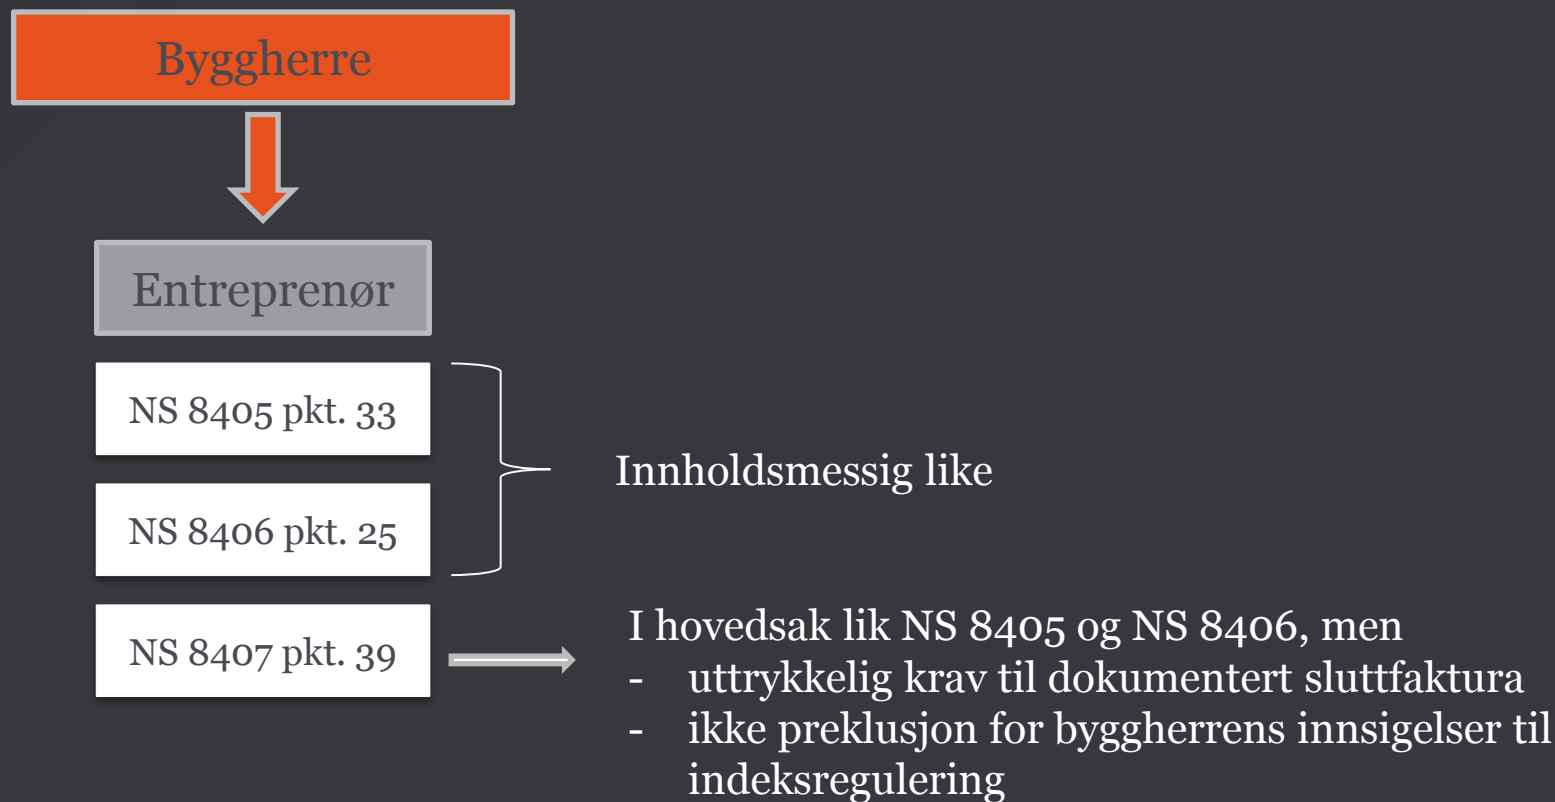 Byggherre
Entreprenør
NS 8405 pkt. 33
NS 8406 pkt. 25
Innholdsmessig like
NS 8407 pkt. 39
I hovedsak lik NS 8405 og NS 8406, men
- uttrykkelig krav til dokumentert sluttfaktura
- ikke preklusjon for byggherrens innsigelser til
indeksregulering